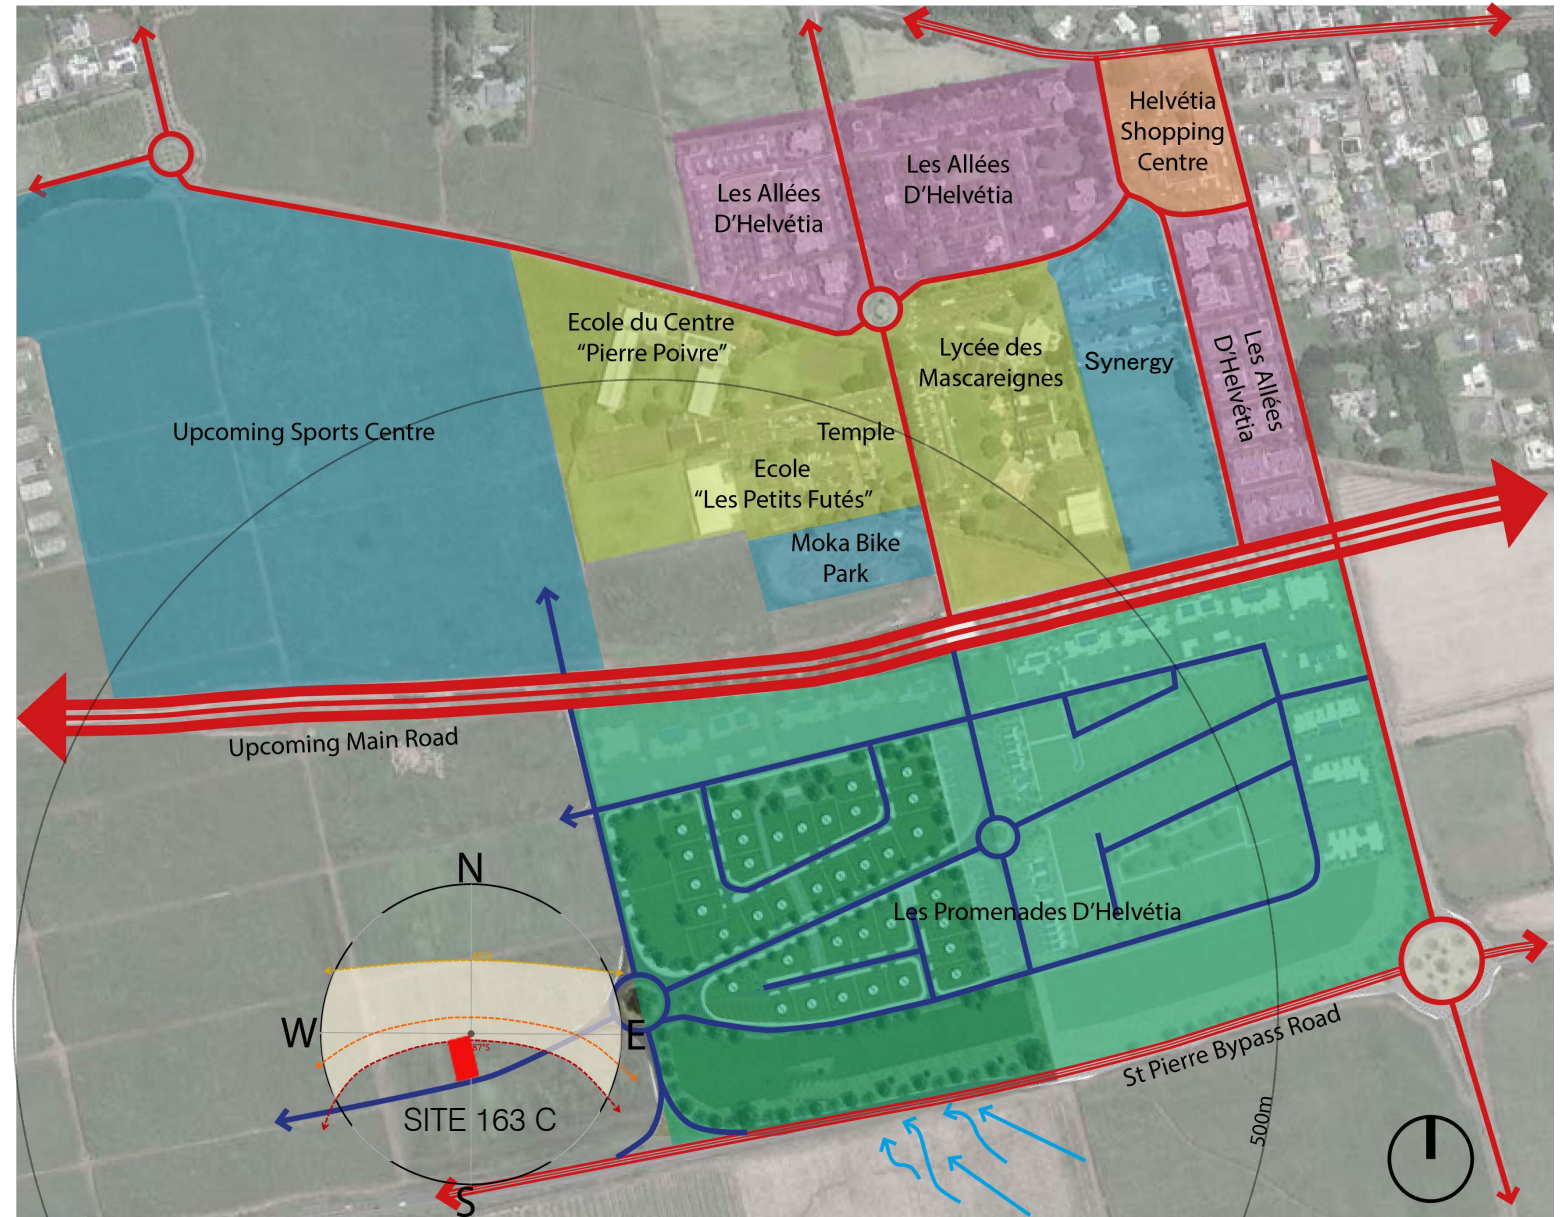 Helvétia
Shopping
Centre
Les Allées
D'Helvétia
Les Allées
D'Helvétia
Ecole du Centre
"Pierre Poivre"
Lycée des
Mascareignes
Synergy
Les Allées
D'Helvétia
Upcoming Sports Centre
Temple
Ecole
"Les Petits Futés"
Moka Bike
Park
Upcoming Main Road
N
Les Promenades D'Helvétia
W
E
87°S
St Pierre Bypass Road
SITE 163 C
500m
S